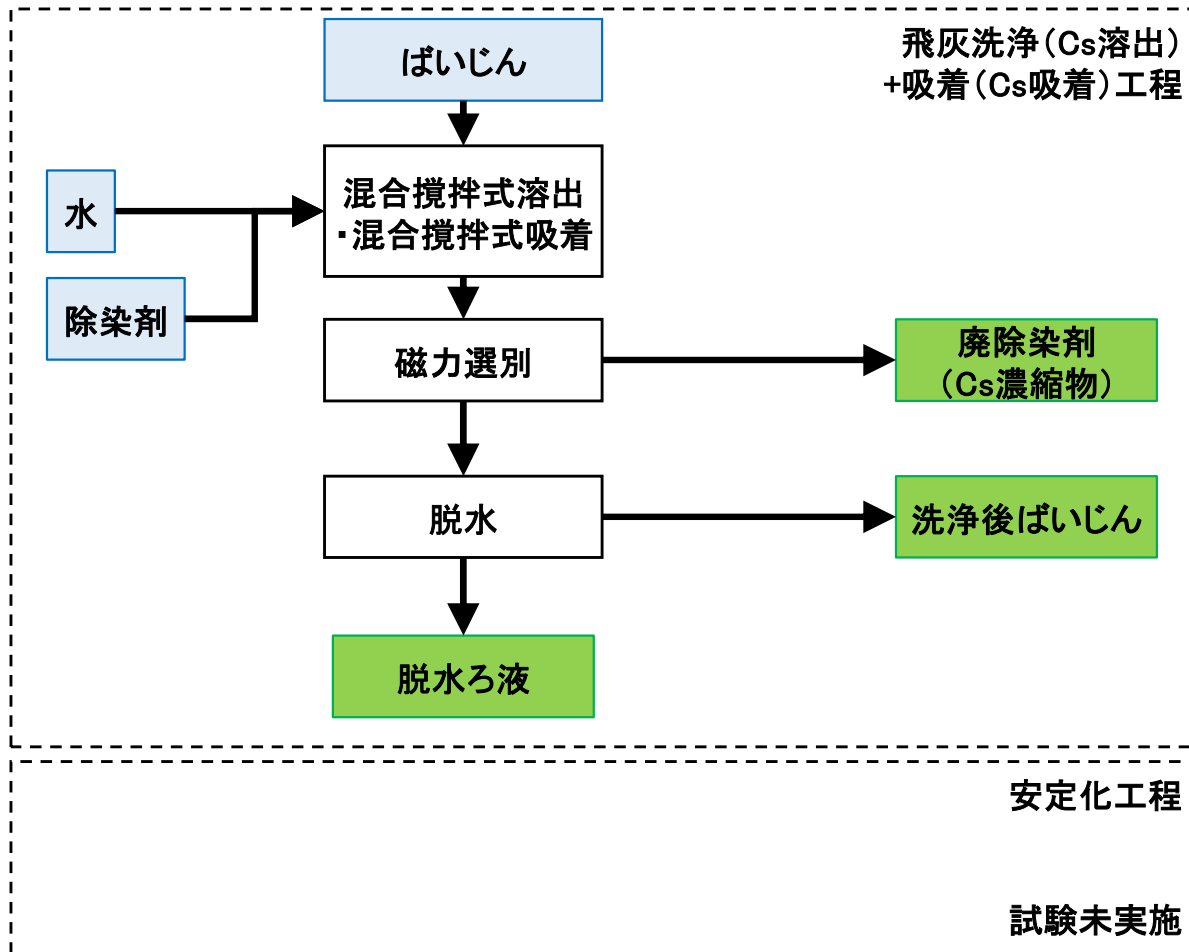 飛灰洗浄（Cs溶出）
+吸着（Cs吸着）工程
ばいじん
混合撹拌式溶出
・混合撹拌式吸着
水
除染剤
磁力選別
廃除染剤
（Cs濃縮物）
脱水
洗浄後ばいじん
脱水ろ液
安定化工程
試験未実施